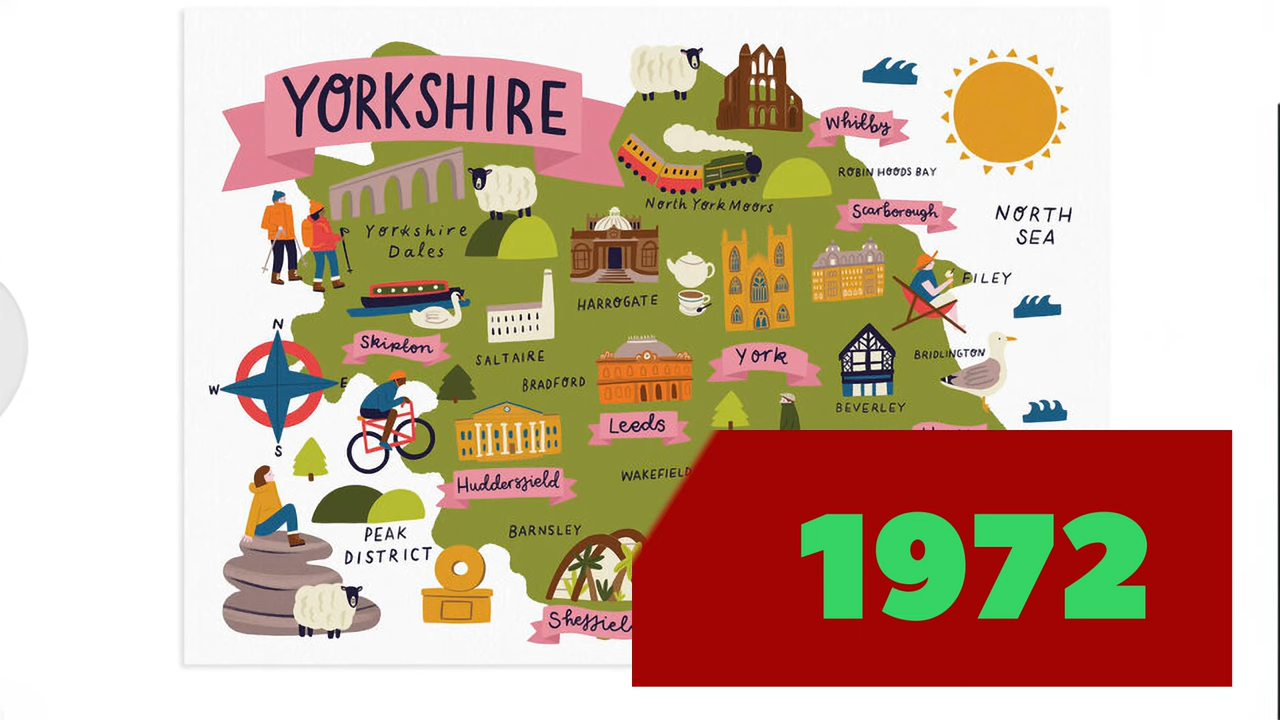 YORKSHIRE
Whitby
ROBIN HOODS BAY
North York Moors
Scarborough
NORTH
SEA
Yorkshire
Dales
FILEY
HARROGATE
Skipton
SALTAIRE
York
BRIDLINGTON
BRADFORD
BEVERLEY
N
W
E
S
Leeds
WAKEFIELD
Huddersfield
BARNSLEY
PEAK
DISTRICT
1972